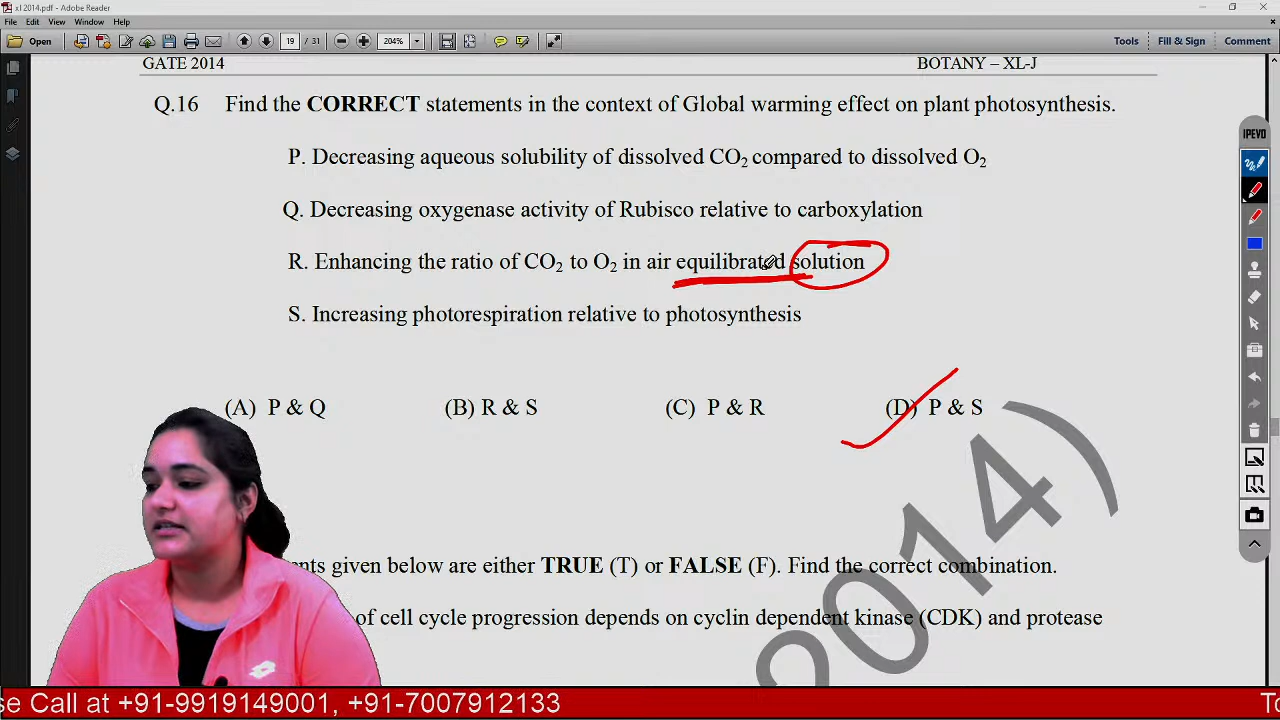 xl 2014.pdf - Adobe Reader
File Edit View Window Help
Open 19 / 31 204% Tools Fill & Sign Comment
GATE 2014 BOTANY – XL-J
Q.16 Find the CORRECT statements in the context of Global warming effect on plant photosynthesis.
P. Decreasing aqueous solubility of dissolved CO2 compared to dissolved O2
Q. Decreasing oxygenase activity of Rubisco relative to carboxylation
R. Enhancing the ratio of CO2 to O2 in air equilibrated solution
S. Increasing photorespiration relative to photosynthesis
(A) P & Q (B) R & S (C) P & R (D) P & S
2014)
ents given below are either TRUE (T) or FALSE (F). Find the correct combination.
of cell cycle progression depends on cyclin dependent kinase (CDK) and protease
se Call at +91-9919149001, +91-7007912133 To
IPEVO